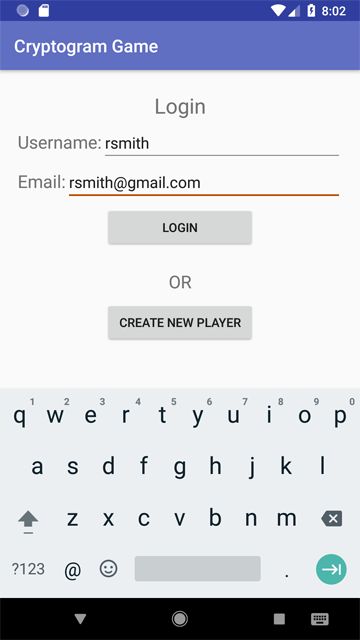 8:02
Cryptogram Game
Login
Username: rsmith
Email: rsmith@gmail.com
LOGIN
OR
CREATE NEW PLAYER
1 2 3 4 5 6 7 8 9 0
q w e r t y u i o p
a s d f g h j k l
z x c v b n m
?123 @ .